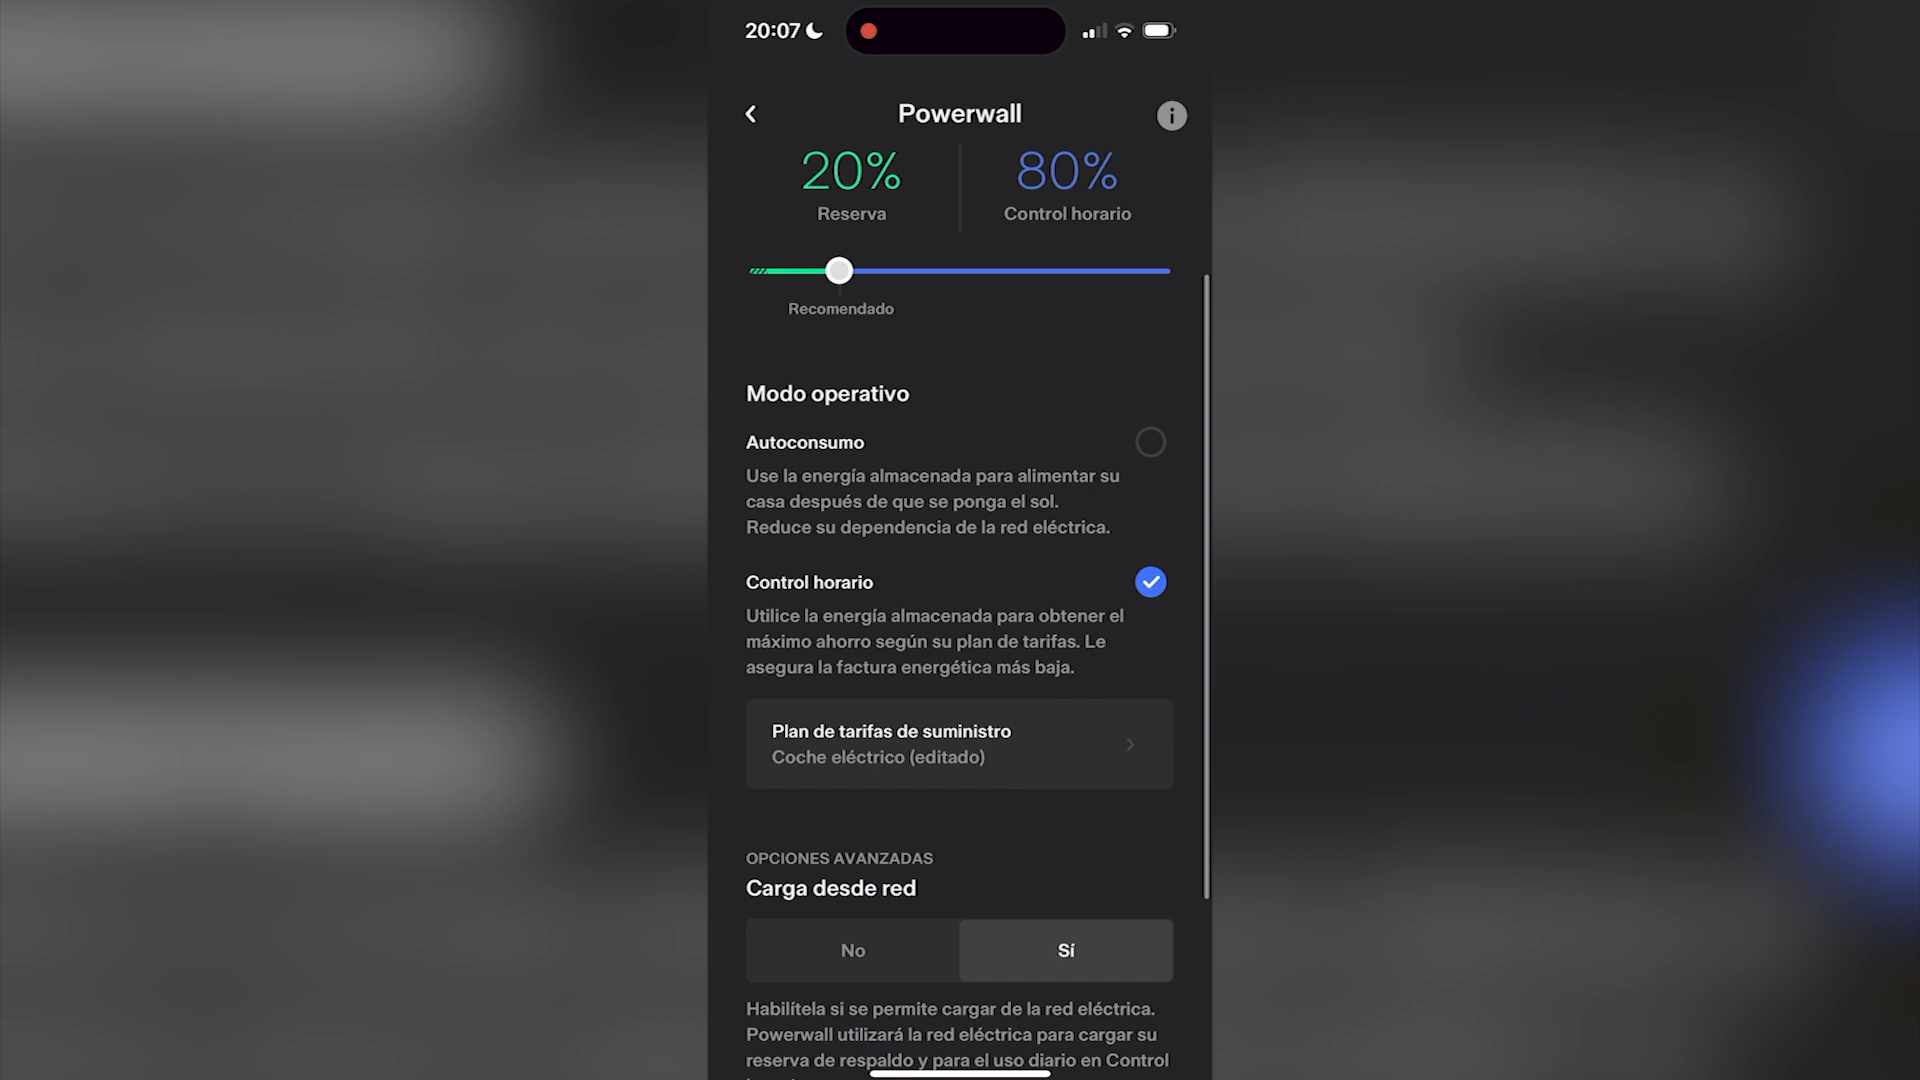 20:07
Powerwall
20%
Reserva
80%
Control horario
Recomendado
Modo operativo
Autoconsumo
Use la energía almacenada para alimentar su
casa después de que se ponga el sol.
Reduce su dependencia de la red eléctrica.
Control horario
Utilice la energía almacenada para obtener el
máximo ahorro según su plan de tarifas. Le
asegura la factura energética más baja.
Plan de tarifas de suministro
Coche eléctrico (editado)
OPCIONES AVANZADAS
Carga desde red
No
Sí
Habilítela si se permite cargar de la red eléctrica.
Powerwall utilizará la red eléctrica para cargar su
reserva de respaldo y para el uso diario en Control